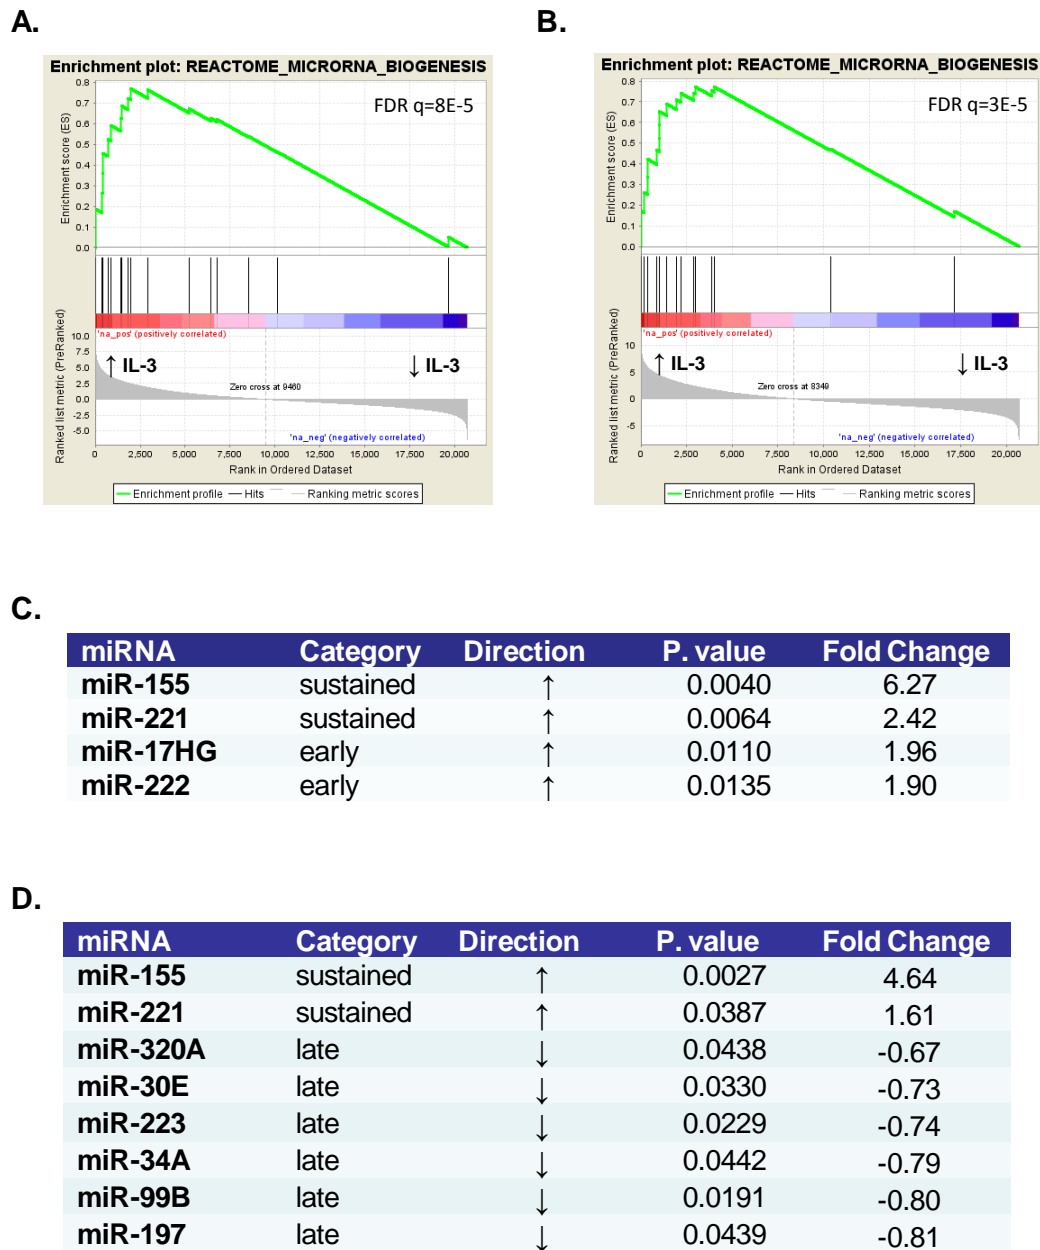 A.
Enrichment plot: REACTOME_MICRORNA_BIOGENESIS
FDR q=8E-5
Enrichment score (ES)
0.8
0.7
0.6
0.5
0.4
0.3
0.2
0.1
0.0
'na_pos' (positively correlated)
Ranked list metric (PreRanked)
10.0
7.5
5.0
2.5
0.0
-2.5
-5.0
↑ IL-3
↓ IL-3
Zero cross at 9460
'na_neg' (negatively correlated)
0 2,500 5,000 7,500 10,000 12,500 15,000 17,500 20,000
Rank in Ordered Dataset
Enrichment profile Hits Ranking metric scores
B.
Enrichment plot: REACTOME_MICRORNA_BIOGENESIS
FDR q=3E-5
Enrichment score (ES)
0.8
0.7
0.6
0.5
0.4
0.3
0.2
0.1
0.0
'na_pos' (positively correlated)
Ranked list metric (PreRanked)
10
5
0
-5
↑ IL-3
↓ IL-3
Zero cross at 8349
'na_neg' (negatively correlated)
0 2,500 5,000 7,500 10,000 12,500 15,000 17,500 20,000
Rank in Ordered Dataset
Enrichment profile Hits Ranking metric scores
C.
miRNA Category Direction P. value Fold Change
miR-155 sustained ↑ 0.0040 6.27
miR-221 sustained ↑ 0.0064 2.42
miR-17HG early ↑ 0.0110 1.96
miR-222 early ↑ 0.0135 1.90
D.
miRNA Category Direction P. value Fold Change
miR-155 sustained ↑ 0.0027 4.64
miR-221 sustained ↑ 0.0387 1.61
miR-320A late ↓ 0.0438 -0.67
miR-30E late ↓ 0.0330 -0.73
miR-223 late ↓ 0.0229 -0.74
miR-34A late ↓ 0.0442 -0.79
miR-99B late ↓ 0.0191 -0.80
miR-197 late ↓ 0.0439 -0.81